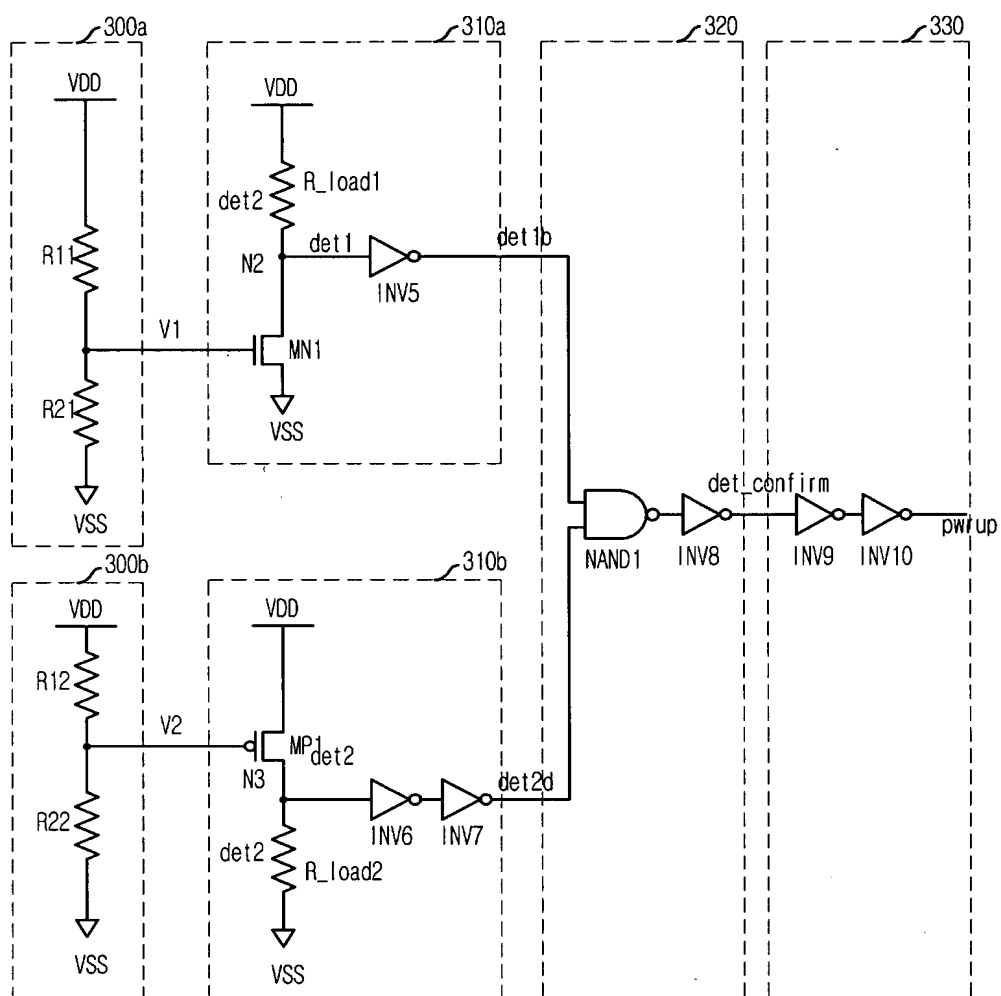 300a
310a
320
330
VDD
VDD
R_load1
det2
R11
det1
det1b
N2
INV5
V1
MN1
R21
VSS
VSS
det_confirm
pwrup
NAND1
INV8
INV9
INV10
300b
310b
VDD
VDD
R12
V2
MP1
det2
N3
det2d
R22
INV6
INV7
det2
R_load2
VSS
VSS